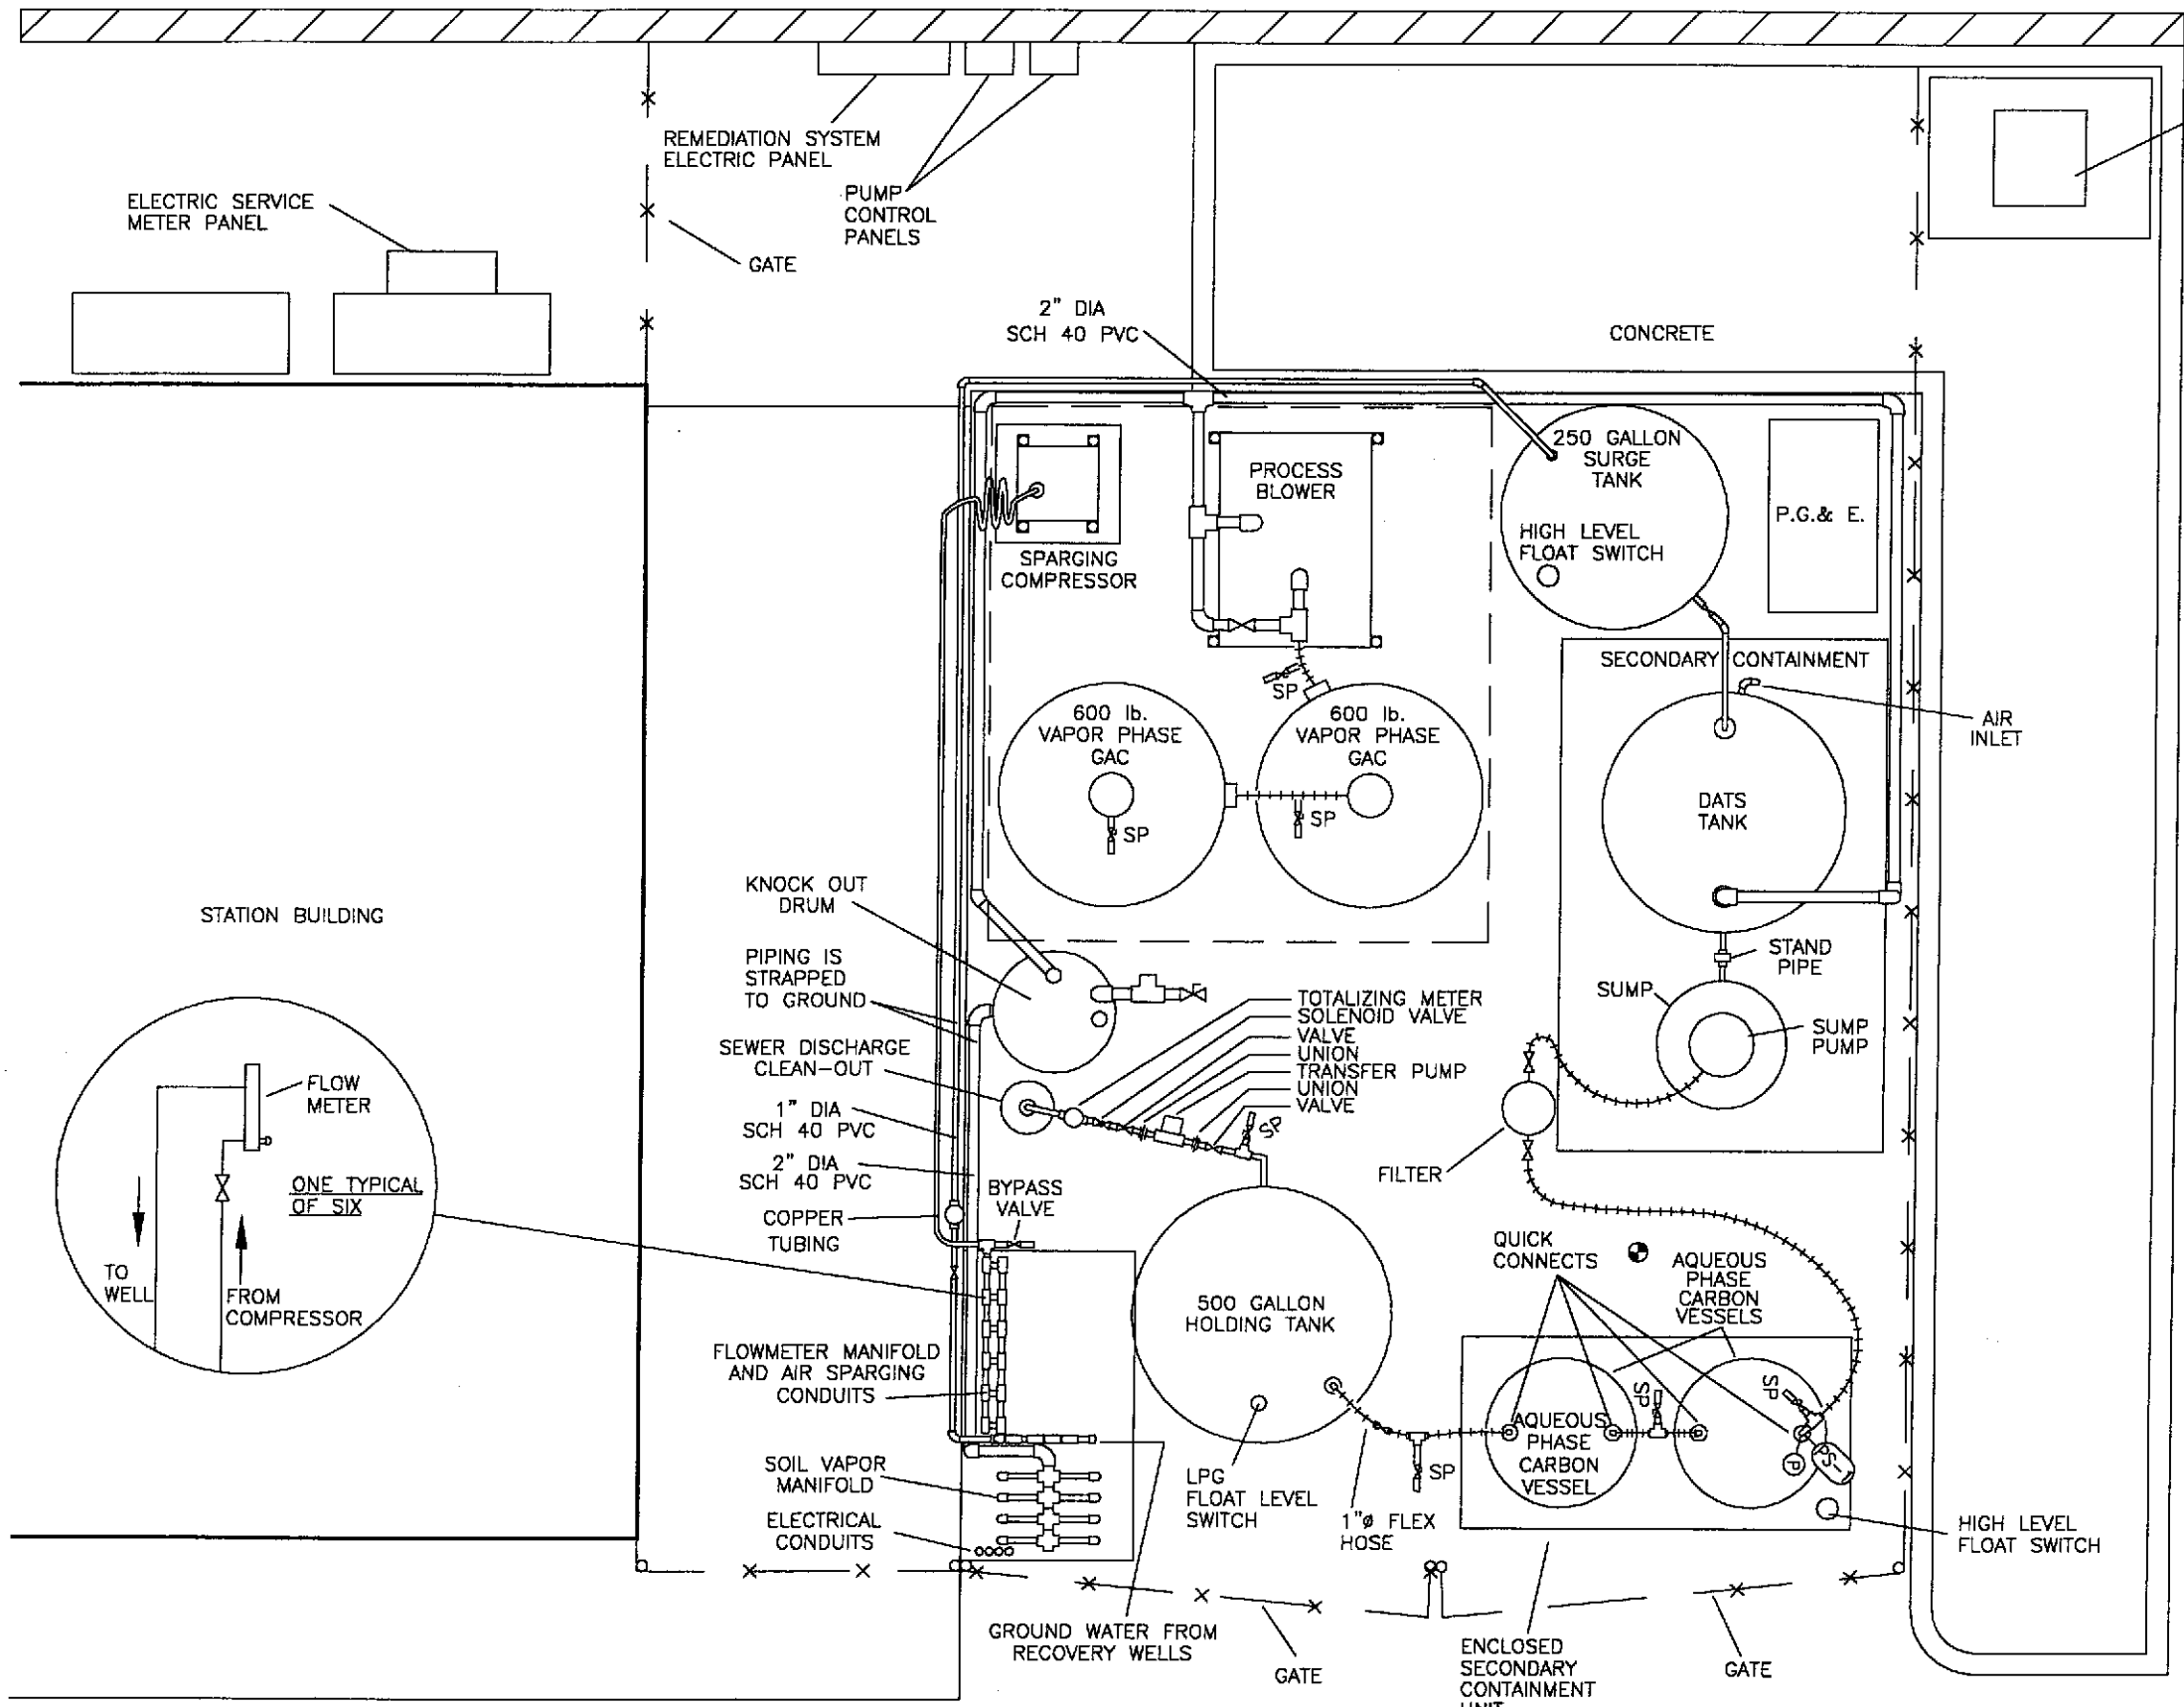 REMEDIATION SYSTEM
ELECTRIC PANEL
ELECTRIC SERVICE
METER PANEL
PUMP
CONTROL
PANELS
GATE
2" DIA
SCH 40 PVC
CONCRETE
250 GALLON
SURGE
TANK
PROCESS
BLOWER
P.G.& E.
HIGH LEVEL
FLOAT SWITCH
SPARGING
COMPRESSOR
SECONDARY CONTAINMENT
SP
600 lb.
VAPOR PHASE
GAC
600 lb.
VAPOR PHASE
GAC
AIR
INLET
DATS
TANK
SP
SP
KNOCK OUT
DRUM
STATION BUILDING
PIPING IS
STRAPPED
TO GROUND
STAND
PIPE
SUMP
TOTALIZING METER
SOLENOID VALVE
VALVE
UNION
TRANSFER PUMP
UNION
VALVE
SUMP
PUMP
SEWER DISCHARGE
CLEAN-OUT
FLOW
METER
1" DIA
SCH 40 PVC
SP
2" DIA
SCH 40 PVC
FILTER
ONE TYPICAL
OF SIX
BYPASS
VALVE
COPPER
TUBING
QUICK
CONNECTS
AQUEOUS
PHASE
CARBON
VESSELS
TO
WELL
FROM
COMPRESSOR
500 GALLON
HOLDING TANK
FLOWMETER MANIFOLD
AND AIR SPARGING
CONDUITS
SP
SP
AQUEOUS
PHASE
CARBON
VESSEL
P
PS-1
SOIL VAPOR
MANIFOLD
LPG
FLOAT LEVEL
SWITCH
SP
1"ø FLEX
HOSE
ELECTRICAL
CONDUITS
HIGH LEVEL
FLOAT SWITCH
GROUND WATER FROM
RECOVERY WELLS
GATE
ENCLOSED
SECONDARY
CONTAINMENT
UNIT
GATE